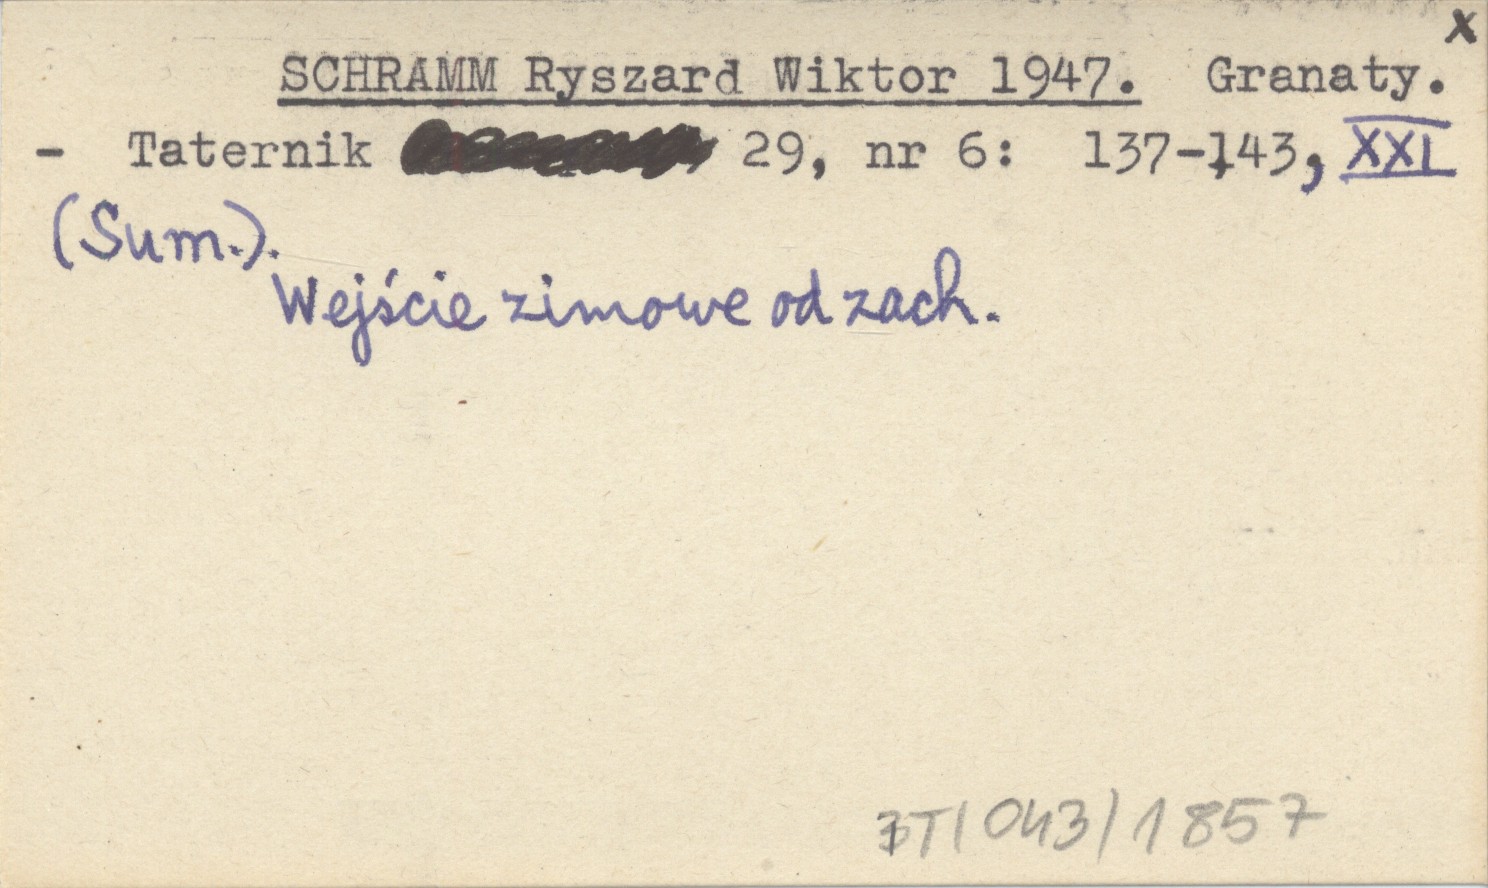 x
SCHRAMM Ryszard Wiktor 1947. Granaty.
- Taternik 29, nr 6: 137-143, XXI
(Sum.).
Wejście zimowe od zach.
BT/043/1857